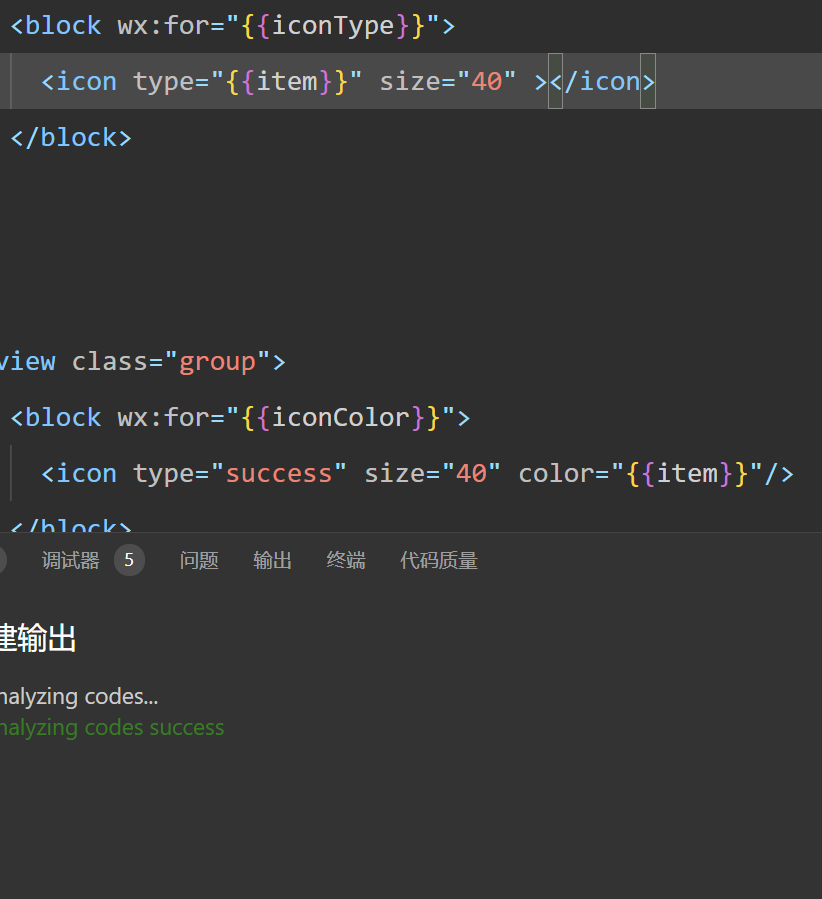 <block wx:for="{{iconType}}">
<icon type="{{item}}" size="40" ></icon>
</block>
view class="group">
<block wx:for="{{iconColor}}">
<icon type="success" size="40" color="{{item}}"/>
</block>
调试器 5 问题 输出 终端 代码质量
建输出
nalyzing codes...
nalyzing codes success